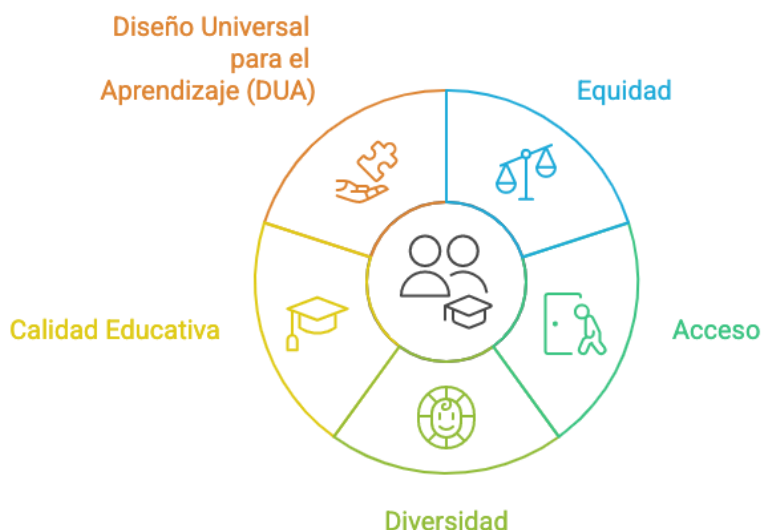 Diseño Universal
para el
Aprendizaje (DUA)
Equidad
Calidad Educativa
Acceso
Diversidad